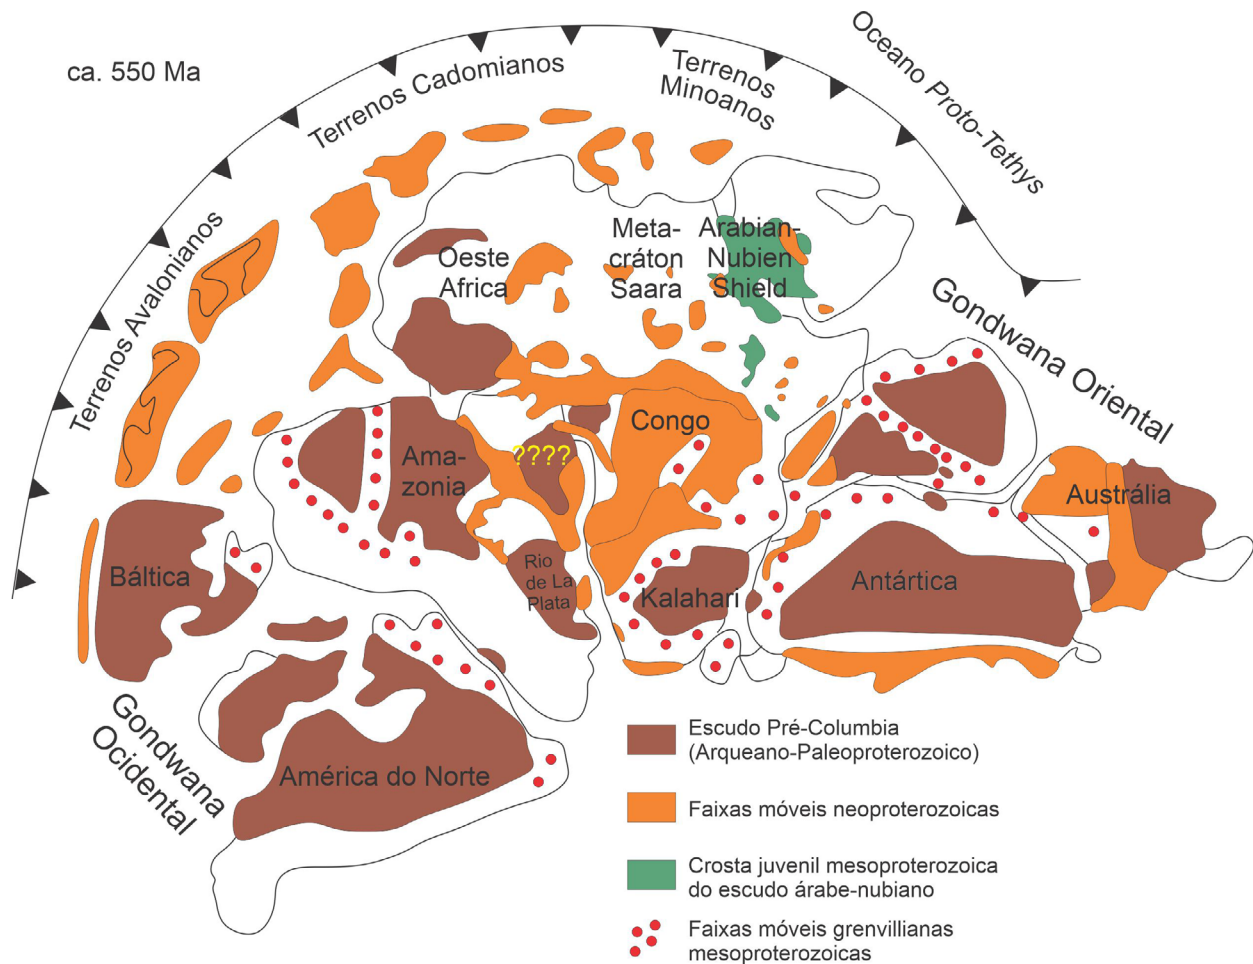 ca. 550 Ma
Terrenos Avalonianos
Terrenos Cadomianos
Terrenos
Minoanos
Oceano Proto-Tethys
Oeste
Africa
Meta-
cráton
Saara
Arabian-
Nubien
Shield
Gondwana Oriental
Congo
????
Ama-
zonia
Austrália
Báltica
Rio
de La
Plata
Kalahari
Antártica
Gondwana
Ocidental
América do Norte
Escudo Pré-Columbia
(Arqueano-Paleoproterozoico)
Faixas móveis neoproterozoicas
Crosta juvenil mesoproterozoica
do escudo árabe-nubiano
Faixas móveis grenvillianas
mesoproterozoicas